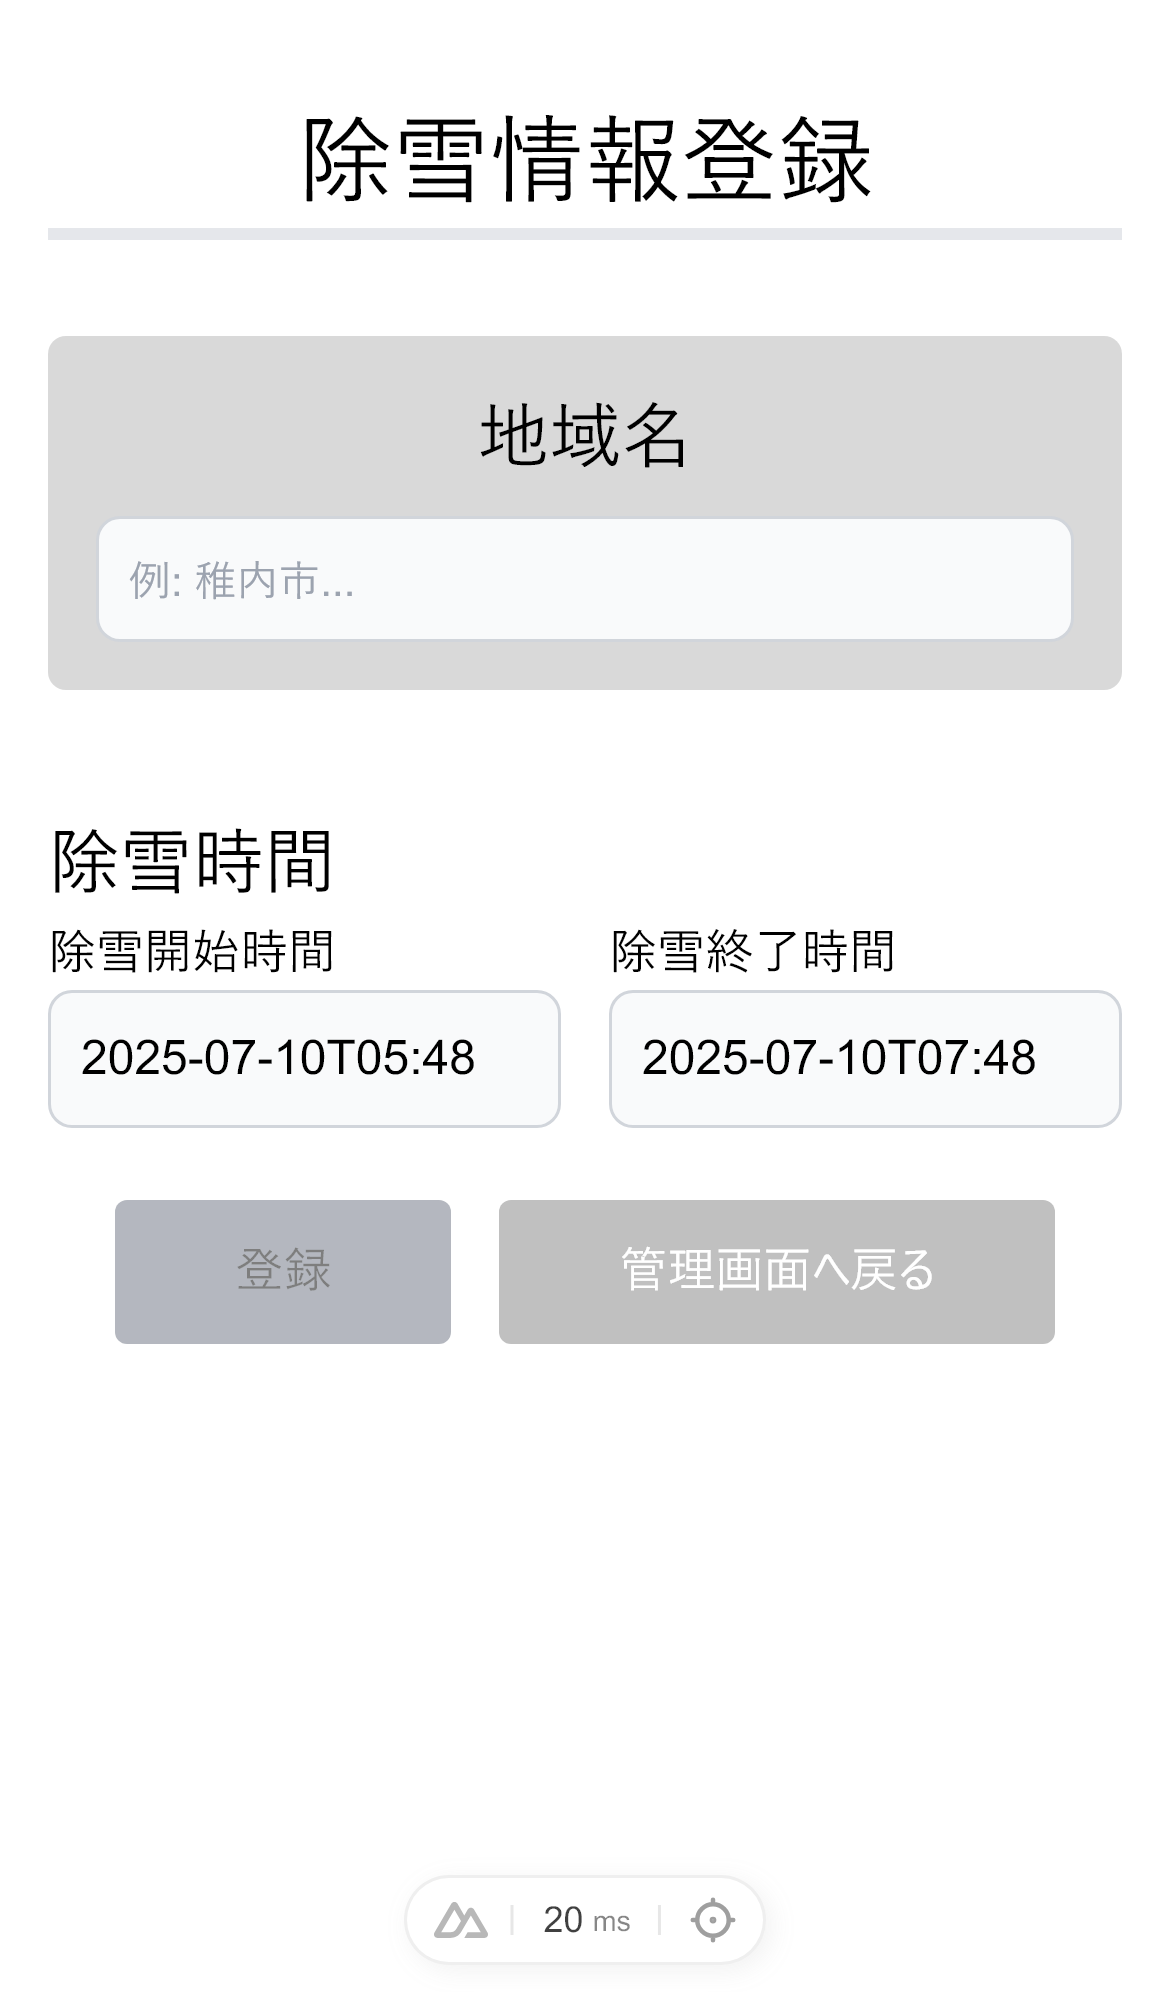 除雪情報登録
地域名
例: 稚内市...
除雪時間
除雪開始時間
除雪終了時間
2025-07-10T05:48
2025-07-10T07:48
登録
管理画面へ戻る
20 ms